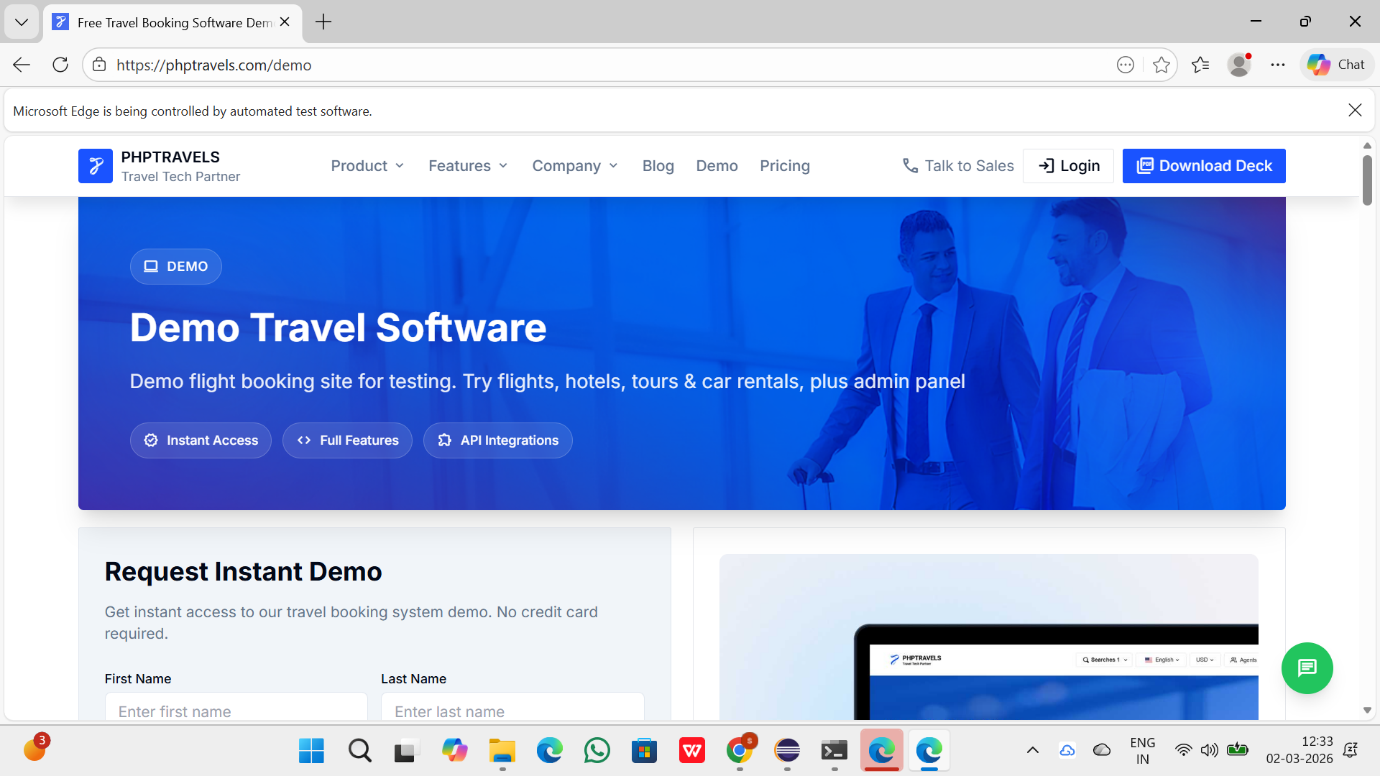 Free Travel Booking Software Dem
https://phptravels.com/demo
Chat
Microsoft Edge is being controlled by automated test software.
PHPTRAVELS
Travel Tech Partner
Product
Features
Company
Blog
Demo
Pricing
Talk to Sales
Login
Download Deck
DEMO
Demo Travel Software
Demo flight booking site for testing. Try flights, hotels, tours & car rentals, plus admin panel
Instant Access
Full Features
API Integrations
Request Instant Demo
Get instant access to our travel booking system demo. No credit card
required.
First Name
Last Name
Enter first name
Enter last name
PHPTRAVELS
Travel Tech Partner
Searches 1
English
USD
Agents
3
W
S
ENG
IN
12:33
02-03-2026